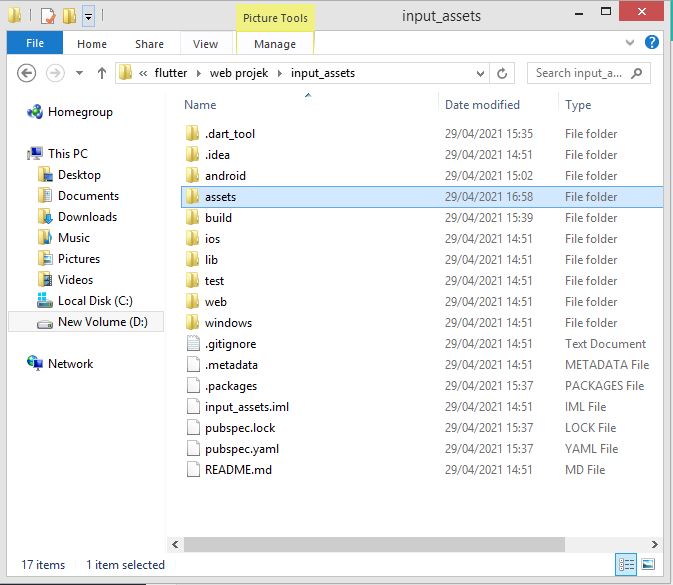 Picture Tools
input_assets
File Home Share View Manage
« flutter web projek input_assets Search input_a...
Name Date modified Type
Homegroup
This PC
Desktop
Documents
Downloads
Music
Pictures
Videos
Local Disk (C:)
New Volume (D:)
Network
.dart_tool 29/04/2021 15:35 File folder
.idea 29/04/2021 14:51 File folder
android 29/04/2021 15:02 File folder
assets 29/04/2021 16:58 File folder
build 29/04/2021 15:39 File folder
ios 29/04/2021 14:51 File folder
lib 29/04/2021 14:51 File folder
test 29/04/2021 14:51 File folder
web 29/04/2021 14:51 File folder
windows 29/04/2021 14:51 File folder
.gitignore 29/04/2021 14:51 Text Document
.metadata 29/04/2021 14:51 METADATA File
.packages 29/04/2021 15:37 PACKAGES File
input_assets.iml 29/04/2021 14:51 IML File
pubspec.lock 29/04/2021 15:37 LOCK File
pubspec.yaml 29/04/2021 15:37 YAML File
README.md 29/04/2021 14:51 MD File
17 items 1 item selected